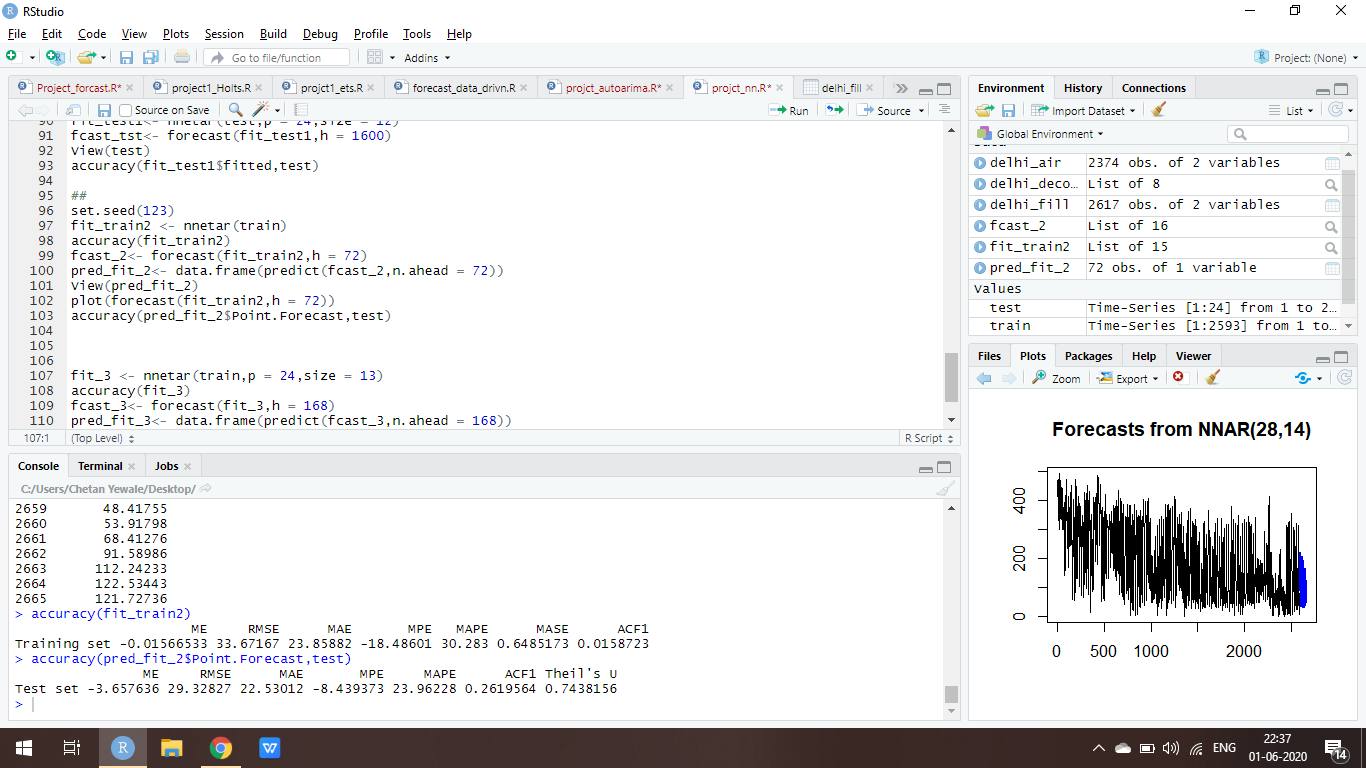 RStudio
File Edit Code View Plots Session Build Debug Profile Tools Help
Go to file/function Addins Project: (None)
Project_forcast.R* project1_Holts.R projct1_ets.R forecast_data_drivn.R projct_autoarima.R* projct_nn.R* delhi_fill
Source on Save Run Source
90 fit_test1<- nnetar(test,p = 24,size = 12)
91 fcast_tst<- forecast(fit_test1,h = 1600)
92 View(test)
93 accuracy(fit_test1$fitted,test)
94
95 ##
96 set.seed(123)
97 fit_train2 <- nnetar(train)
98 accuracy(fit_train2)
99 fcast_2<- forecast(fit_train2,h = 72)
100 pred_fit_2<- data.frame(predict(fcast_2,n.ahead = 72))
101 View(pred_fit_2)
102 plot(forecast(fit_train2,h = 72))
103 accuracy(pred_fit_2$Point.Forecast,test)
104
105
106
107 fit_3 <- nnetar(train,p = 24,size = 13)
108 accuracy(fit_3)
109 fcast_3<- forecast(fit_3,h = 168)
110 pred_fit_3<- data.frame(predict(fcast_3,n.ahead = 168))
107:1 (Top Level) R Script
Console Terminal Jobs
C:/Users/Chetan Yewale/Desktop/
2659 48.41755
2660 53.91798
2661 68.41276
2662 91.58986
2663 112.24233
2664 122.53443
2665 121.72736
> accuracy(fit_train2)
ME RMSE MAE MPE MAPE MASE ACF1
Training set -0.01566533 33.67167 23.85882 -18.48601 30.283 0.6485173 0.0158723
> accuracy(pred_fit_2$Point.Forecast,test)
ME RMSE MAE MPE MAPE ACF1 Theil's U
Test set -3.657636 29.32827 22.53012 -8.439373 23.96228 0.2619564 0.7438156
>
Environment History Connections
Import Dataset List
Global Environment
Data
delhi_air 2374 obs. of 2 variables
delhi_deco… List of 8
delhi_fill 2617 obs. of 2 variables
fcast_2 List of 16
fit_train2 List of 15
pred_fit_2 72 obs. of 1 variable
Values
test Time-Series [1:24] from 1 to 2…
train Time-Series [1:2593] from 1 to…
Files Plots Packages Help Viewer
Zoom Export
Forecasts from NNAR(28,14)
400
200
0
0 500 1000 2000
ENG
22:37
01-06-2020
14